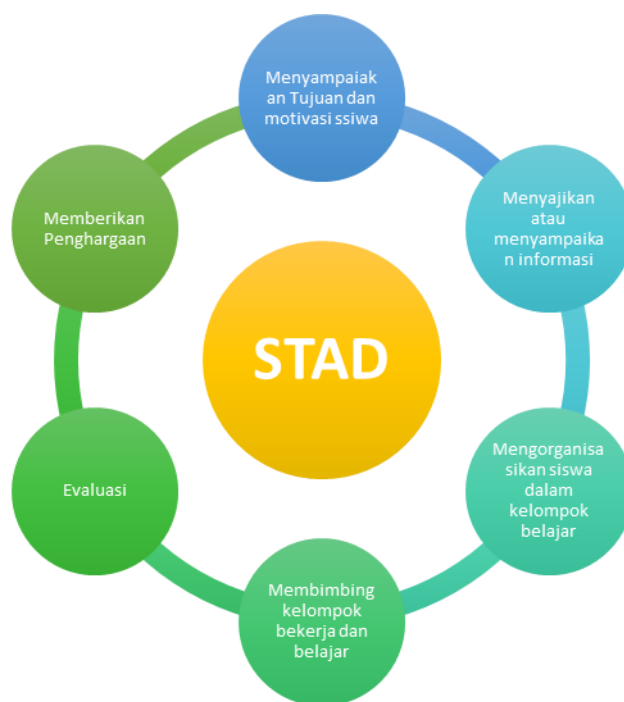 Menyampaiak
an Tujuan dan
motivasi ssiwa
Menyajikan
atau
menyampaika
n informasi
Mengorganisa
sikan siswa
dalam
kelompok
belajar
Membimbing
kelompok
bekerja dan
belajar
Evaluasi
Memberikan
Penghargaan
STAD